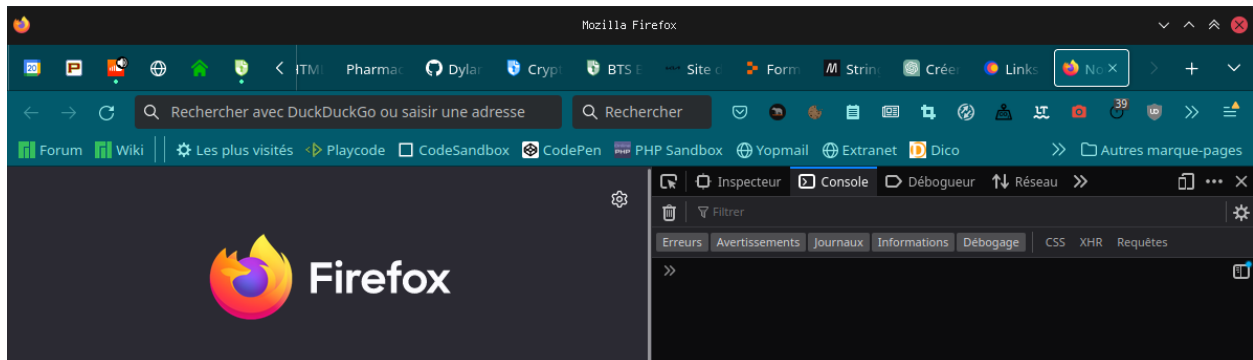 Mozilla Firefox
20 HTML Pharmac Dylar Crypt BTS E Site d Form M String Créer Links No
Rechercher avec DuckDuckGo ou saisir une adresse Rechercher 39
Forum Wiki Les plus visités Playcode CodeSandbox CodePen PHP Sandbox Yopmail Extranet Dico Autres marque-pages
Inspecteur Console Débogueur Réseau
Filtrer
Erreurs Avertissements Journaux Informations Débogage CSS XHR Requêtes
Firefox